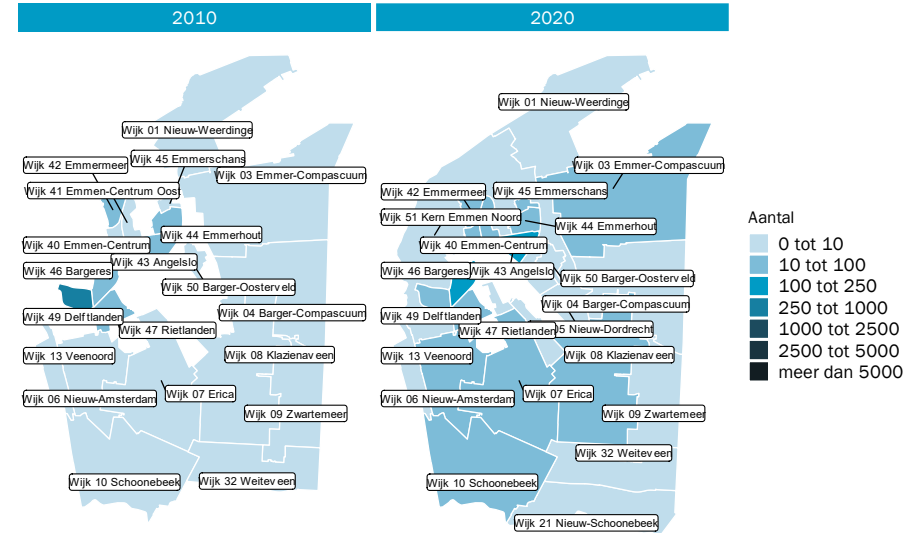 2010
2020
Wijk 01 Nieuw-Weerdinge
Wijk 42 Emmermeer
Wijk 45 Emmerschans
Wijk 03 Emmer-Compascuum
Wijk 41 Emmen-Centrum Oost
Wijk 40 Emmen-Centrum
Wijk 44 Emmerhout
Wijk 46 Bargeres
Wijk 43 Angelslo
Wijk 50 Barger-Oosterveld
Wijk 49 Delftlanden
Wijk 04 Barger-Compascuum
Wijk 47 Rietlanden
Wijk 13 Veenoord
Wijk 08 Klazienaveen
Wijk 06 Nieuw-Amsterdam
Wijk 07 Erica
Wijk 09 Zwartemeer
Wijk 10 Schoonebeek
Wijk 32 Weiteveen
Wijk 01 Nieuw-Weerdinge
Wijk 03 Emmer-Compascuum
Wijk 42 Emmermeer
Wijk 45 Emmerschans
Wijk 51 Kern Emmen Noord
Wijk 44 Emmerhout
Wijk 40 Emmen-Centrum
Wijk 46 Bargeres
Wijk 43 Angelslo
Wijk 50 Barger-Oosterveld
Wijk 04 Barger-Compascuum
Wijk 49 Delftlanden
Wijk 47 Rietlanden
05 Nieuw-Dordrecht
Wijk 13 Veenoord
Wijk 08 Klazienaveen
Wijk 06 Nieuw-Amsterdam
Wijk 07 Erica
Wijk 09 Zwartemeer
Wijk 32 Weiteveen
Wijk 10 Schoonebeek
Wijk 21 Nieuw-Schoonebeek
Aantal
0 tot 10
10 tot 100
100 tot 250
250 tot 1000
1000 tot 2500
2500 tot 5000
meer dan 5000